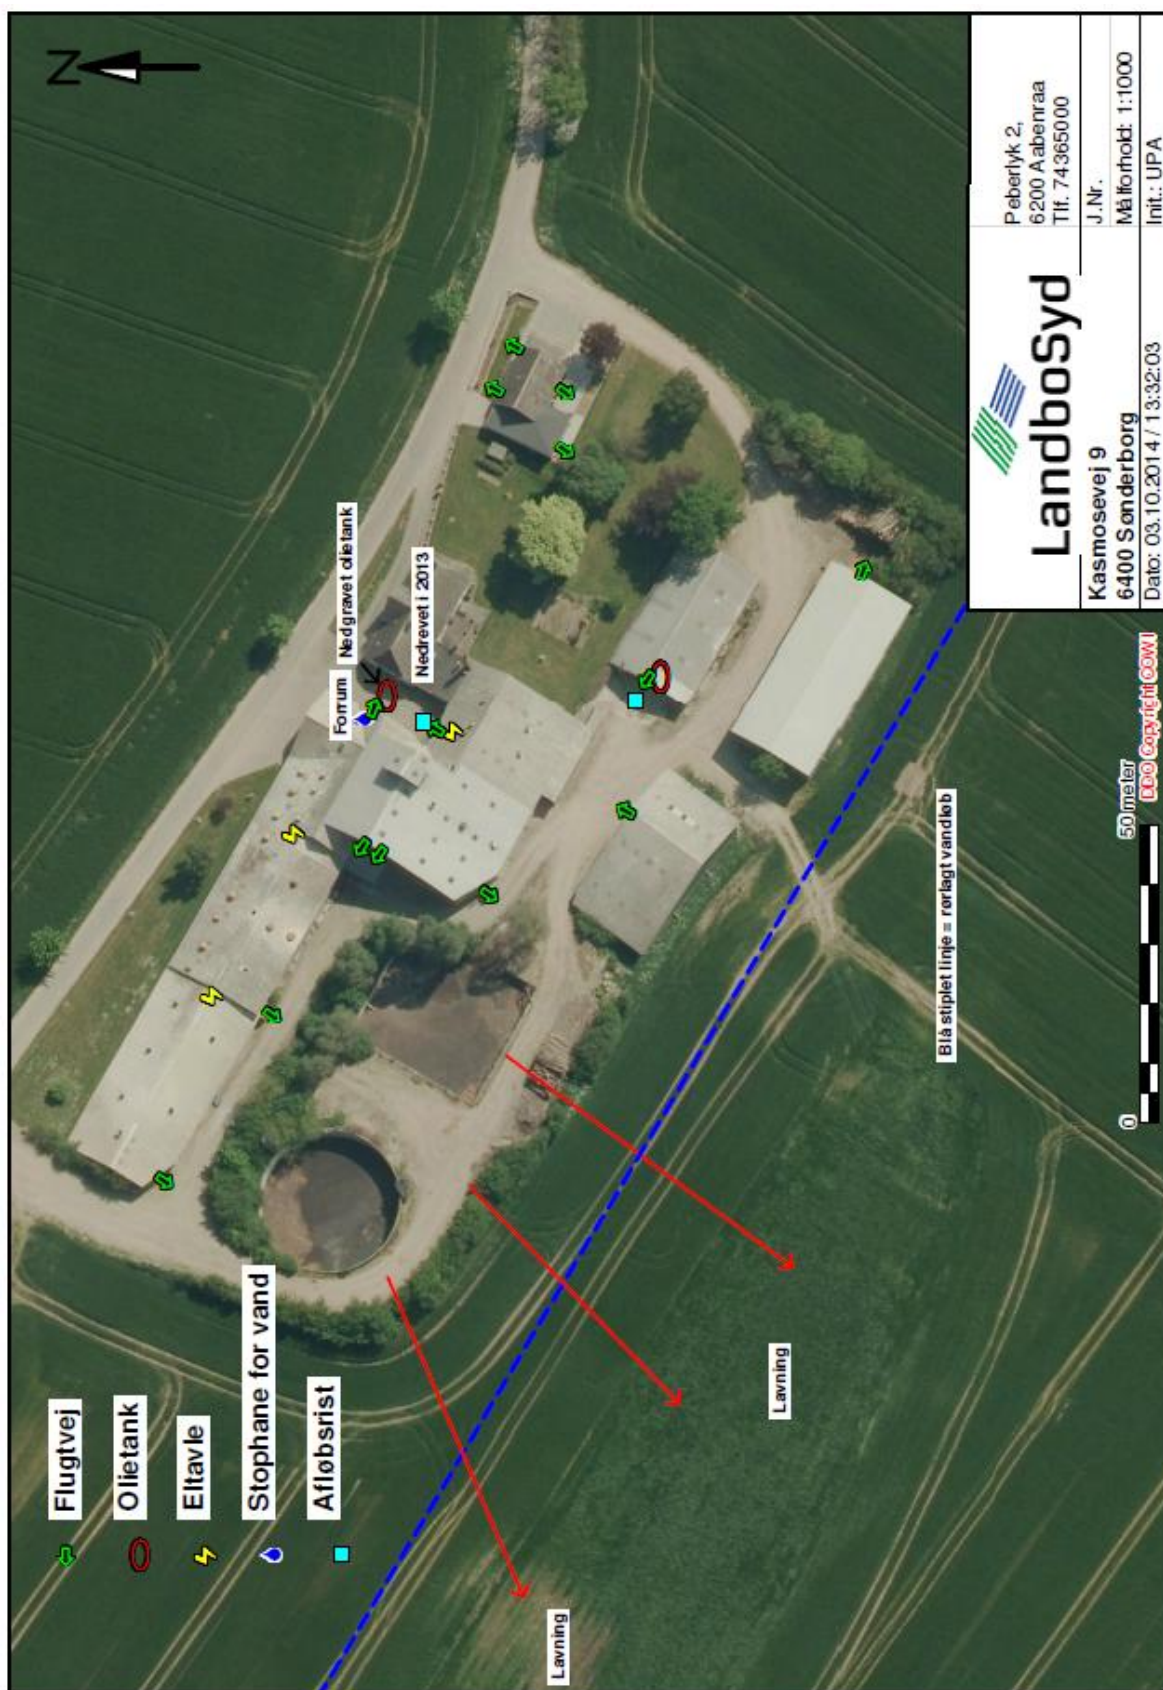 N
Flugtvej
Olietank
Eltavle
Stophane for vand
Afløbsrist
Forrum
Nedgravet olietank
Nedrevet i 2013
Lavning
Lavning
Blå stiplet linje = rørlagt vandløb
0
50 meter
DDO Copyright COWI
LandboSyd
Peberlyk 2,
6200 Aabenraa
Tlf. 74365000
Kasmosevej 9
J.Nr.
6400 Sønderborg
Målforhold: 1:1000
Dato: 03.10.2014 / 13:32:03
Init.: UPA